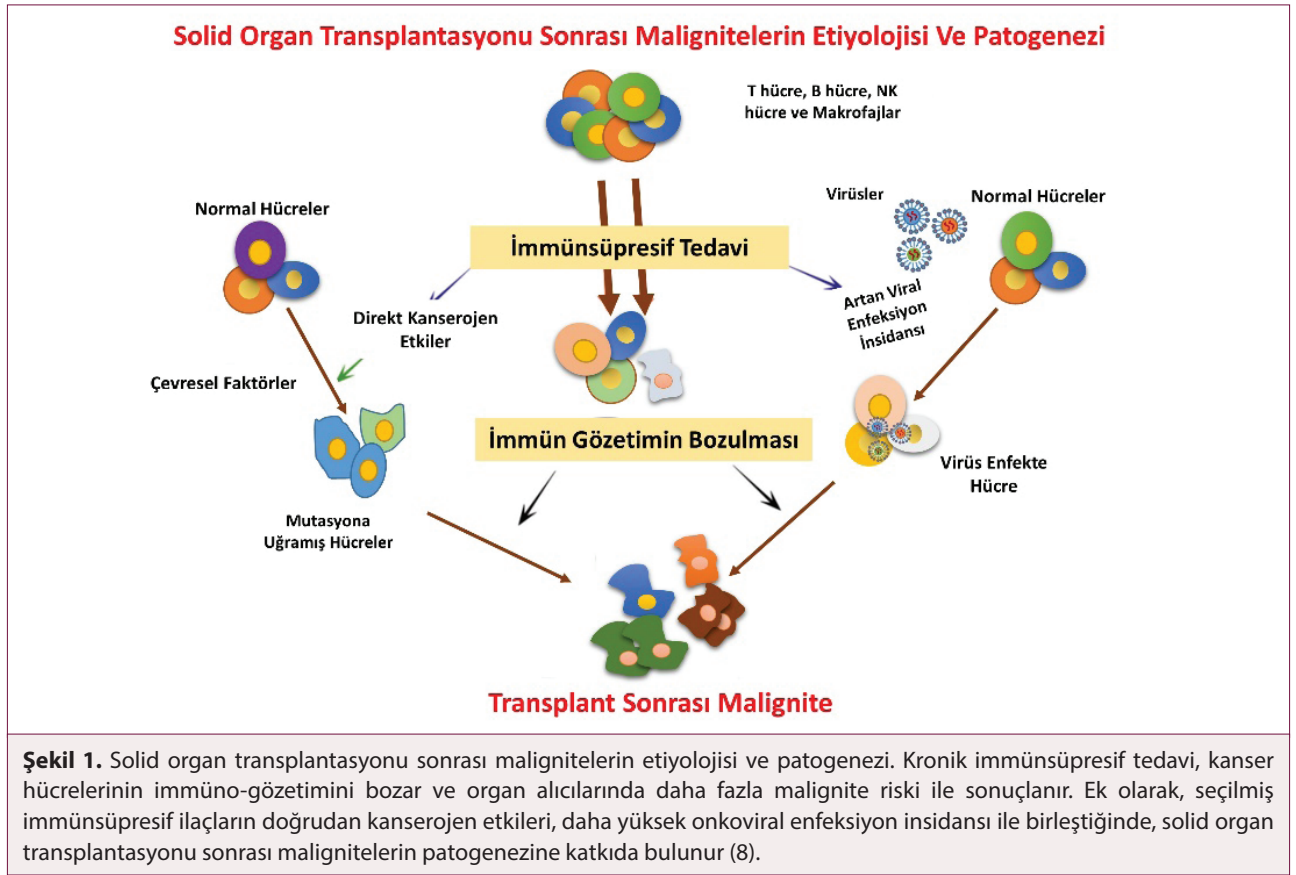 Solid Organ Transplantasyonu Sonrası Malignitelerin Etiyolojisi Ve Patogenezi
T hücre, B hücre, NK
hücre ve Makrofajlar
Normal Hücreler
Virüsler
Normal Hücreler
İmmünsüpresif Tedavi
Direkt Kanserojen
Etkiler
Artan Viral
Enfeksiyon
İnsidansı
Çevresel Faktörler
İmmün Gözetimin Bozulması
Virüs Enfekte
Hücre
Mutasyona
Uğramış Hücreler
Transplant Sonrası Malignite
Şekil 1. Solid organ transplantasyonu sonrası malignitelerin etiyolojisi ve patogenezi. Kronik immünsüpresif tedavi, kanser
hücrelerinin immüno-gözetimini bozar ve organ alıcılarında daha fazla malignite riski ile sonuçlanır. Ek olarak, seçilmiş
immünsüpresif ilaçların doğrudan kanserojen etkileri, daha yüksek onkoviral enfeksiyon insidansı ile birleştiğinde, solid organ
transplantasyonu sonrası malignitelerin patogenezine katkıda bulunur (8).